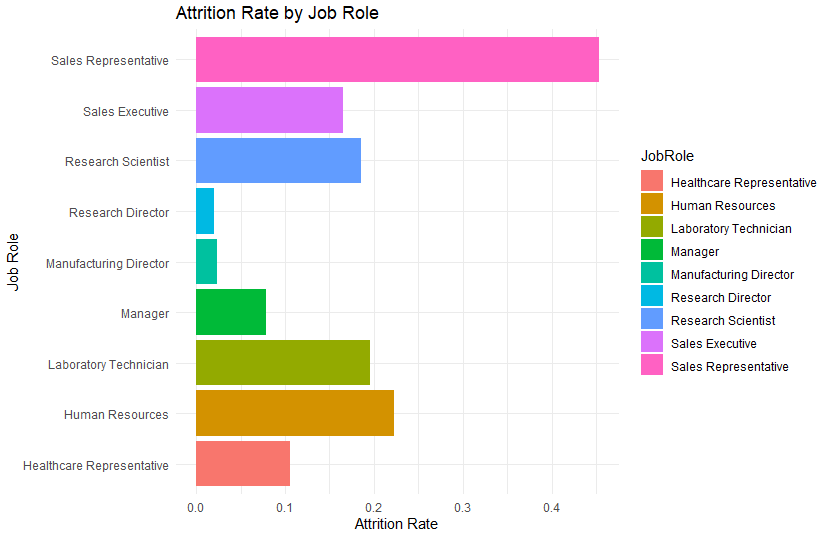 Attrition Rate by Job Role
Sales Representative
Sales Executive
Research Scientist
Research Director
Manufacturing Director
Manager
Laboratory Technician
Human Resources
Healthcare Representative
Job Role
0.0 0.1 0.2 0.3 0.4
Attrition Rate
JobRole
Healthcare Representative
Human Resources
Laboratory Technician
Manager
Manufacturing Director
Research Director
Research Scientist
Sales Executive
Sales Representative